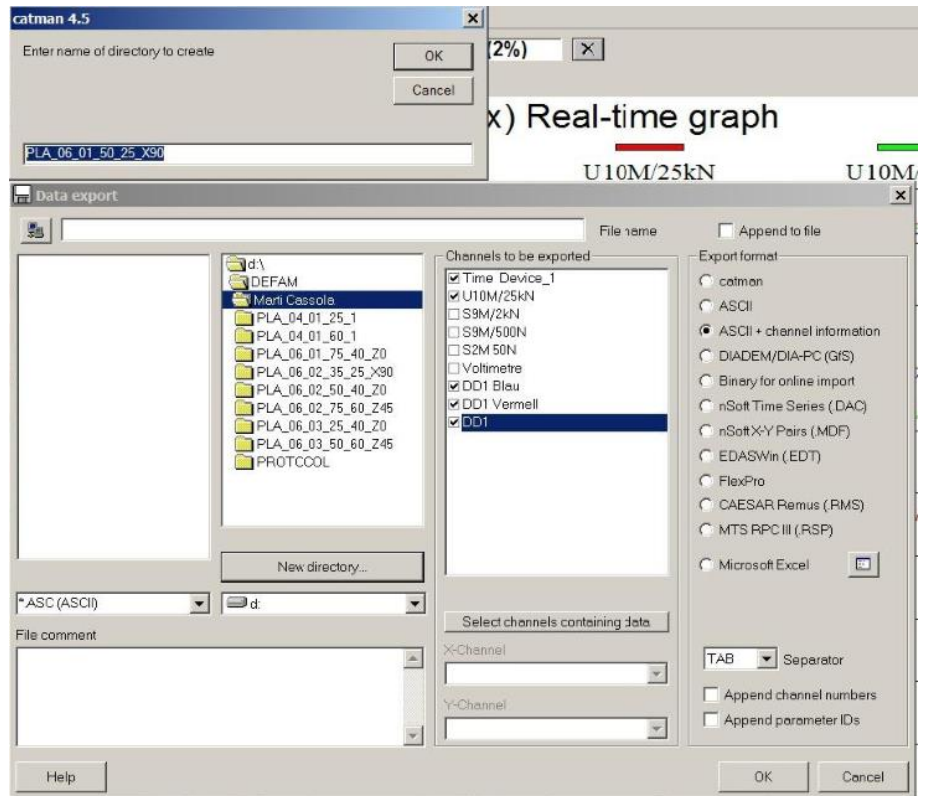 catman 4.5
Enter name of directory to create
OK
Cancel
PLA_06_01_50_25_X90
(2%)
x) Real-time graph
U10M/25kN
U10M/
Data export
File name
Append to file
d:\
DEFAM
Marti Cassola
PLA_04_01_25_1
PLA_04_01_60_1
PLA_06_01_75_40_Z0
PLA_06_02_35_25_X90
PLA_06_02_50_40_Z0
PLA_06_02_75_60_Z45
PLA_06_03_25_40_Z0
PLA_06_03_50_60_Z45
PROTCCOL
New directory...
*.ASC (ASCII)
d:
File comment
Channels to be exported
Time Device_1
U10M/25kN
S9M/2kN
S9M/500N
S2M 50N
Voltimetre
DD1 Blau
DD1 Vermell
DD1
Select channels containing data
X-Channel
Y-Channel
Export format
catman
ASCII
ASCII + channel information
DIADEM/DIA-PC (GfS)
Binary for online import
nSoft Time Series (.DAC)
nSoft X-Y Pairs (.MDF)
EDASWin (.EDT)
FlexPro
CAESAR Remus (.RMS)
MTS RPC III (.RSP)
Microsoft Excel
TAB
Separator
Append channel numbers
Append parameter IDs
Help
OK
Cancel